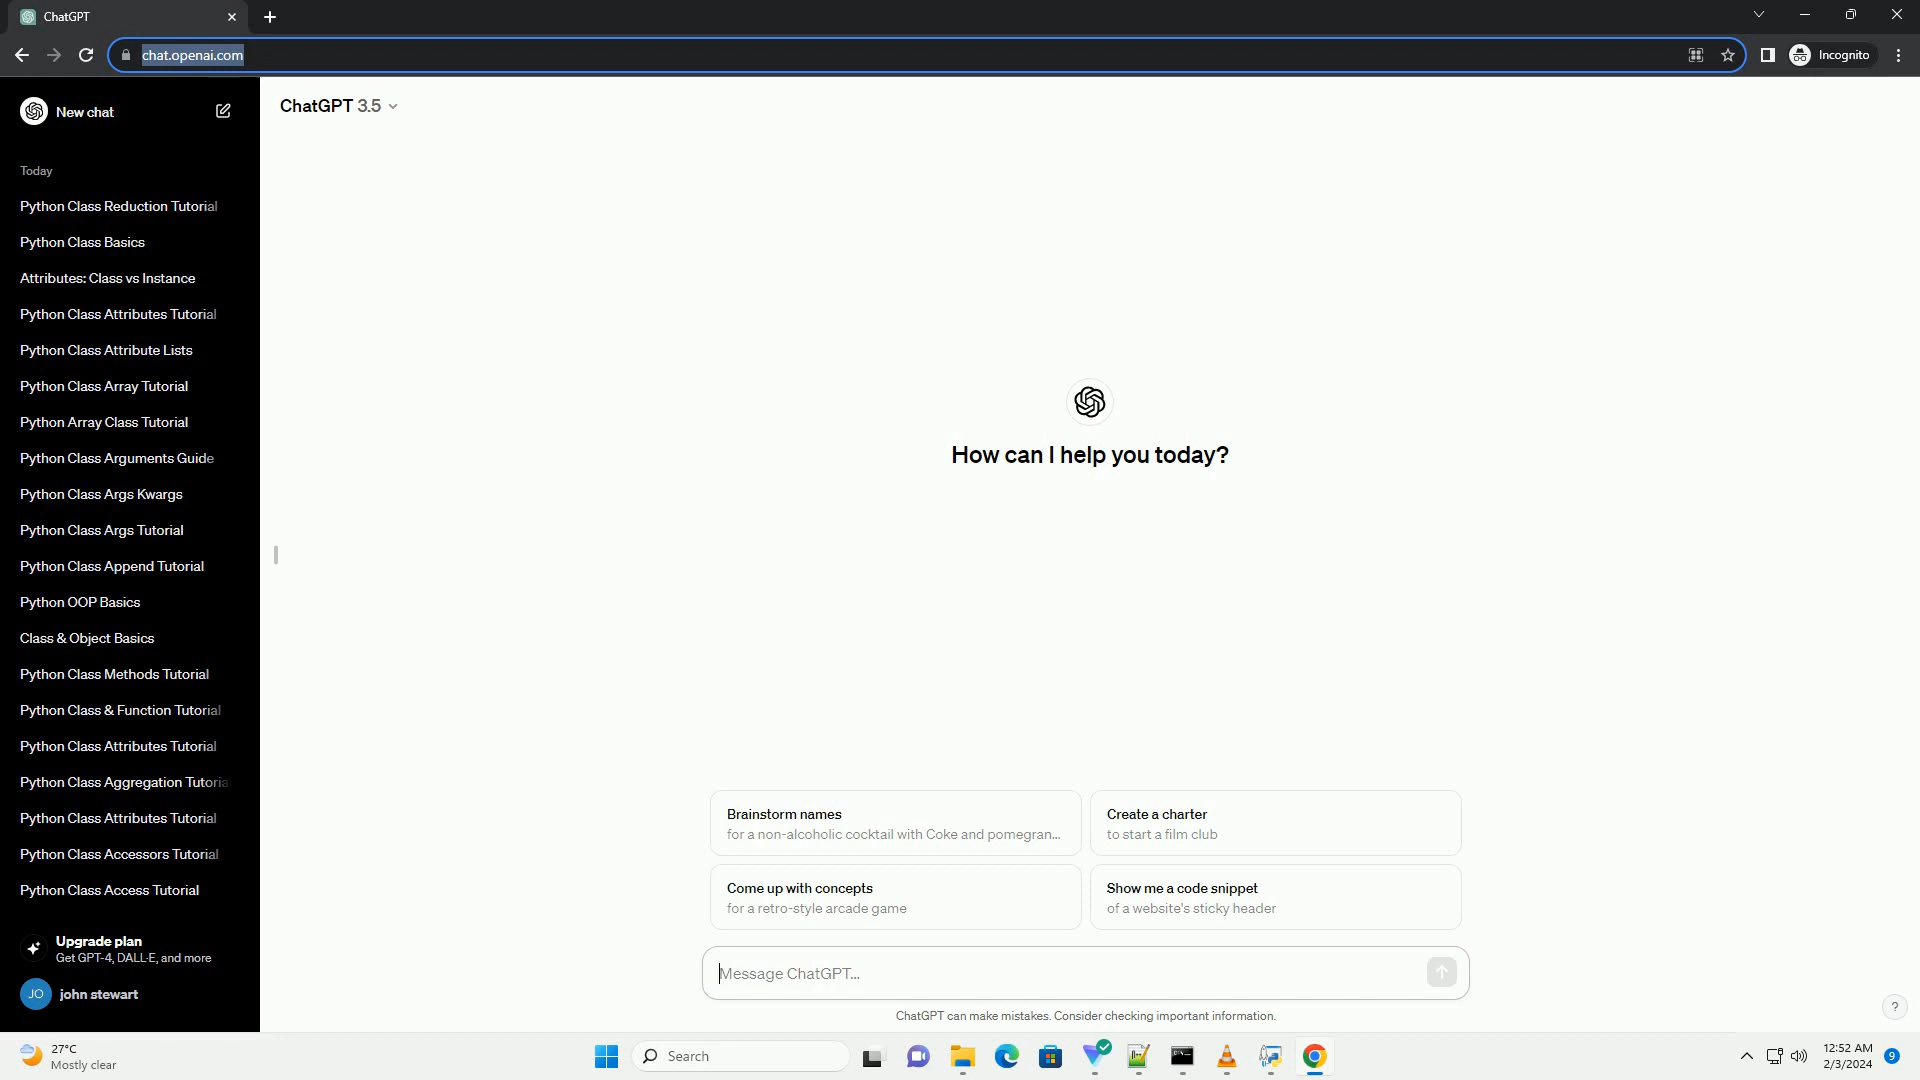 ChatGPT
chat.openai.com
Incognito
New chat
ChatGPT 3.5
Today
Python Class Reduction Tutorial
Python Class Basics
Attributes: Class vs Instance
Python Class Attributes Tutorial
Python Class Attribute Lists
Python Class Array Tutorial
Python Array Class Tutorial
Python Class Arguments Guide
Python Class Args Kwargs
Python Class Args Tutorial
Python Class Append Tutorial
Python OOP Basics
Class & Object Basics
Python Class Methods Tutorial
Python Class & Function Tutorial
Python Class Attributes Tutorial
Python Class Aggregation Tutoria
Python Class Attributes Tutorial
Python Class Accessors Tutorial
Python Class Access Tutorial
Upgrade plan
Get GPT-4, DALL·E, and more
JO john stewart
How can I help you today?
Brainstorm names
for a non-alcoholic cocktail with Coke and pomegran...
Create a charter
to start a film club
Come up with concepts
for a retro-style arcade game
Show me a code snippet
of a website's sticky header
Message ChatGPT...
ChatGPT can make mistakes. Consider checking important information.
?
27°C
Mostly clear
Search
12:52 AM
2/3/2024
9